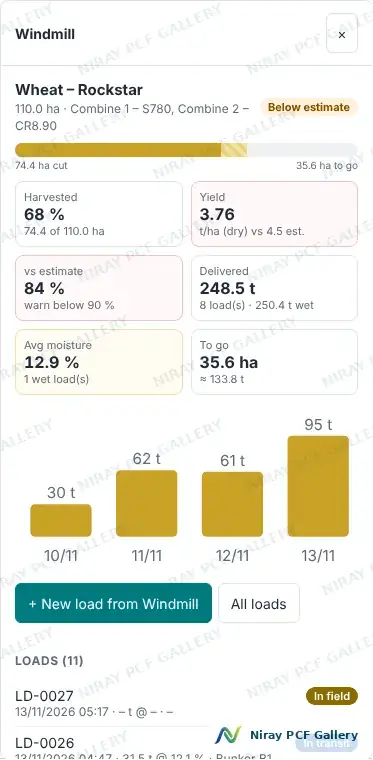 Windmill
×
Wheat – Rockstar
110.0 ha · Combine 1 – S780, Combine 2 –
CR8.90
Below estimate
74.4 ha cut
35.6 ha to go
Harvested
68 %
74.4 of 110.0 ha
Yield
3.76
t/ha (dry) vs 4.5 est.
vs estimate
84 %
warn below 90 %
Delivered
248.5 t
8 load(s) · 250.4 t wet
Avg moisture
12.9 %
1 wet load(s)
To go
35.6 ha
≈ 133.8 t
30 t
62 t
61 t
95 t
10/11
11/11
12/11
13/11
+ New load from Windmill
All loads
LOADS (11)
LD-0027
In field
13/11/2026 05:17 · – t @ – · –
LD-0026
In transit
13/11/2026 04:47 · 31.5 t @ 12.1 % · Bunker B1
Niray PCF Gallery
NIRAY PCF GALLERY